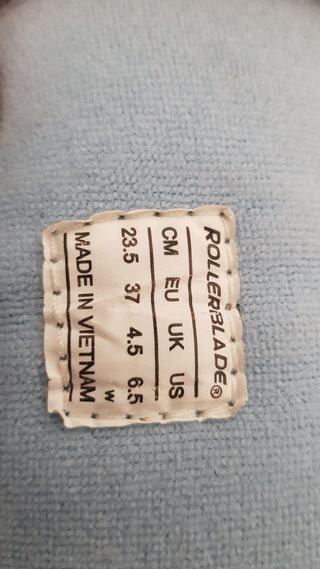 ROLLERBLADE®
CM EU UK US
23.5 37 4.5 6.5
W
MADE IN VIETNAM